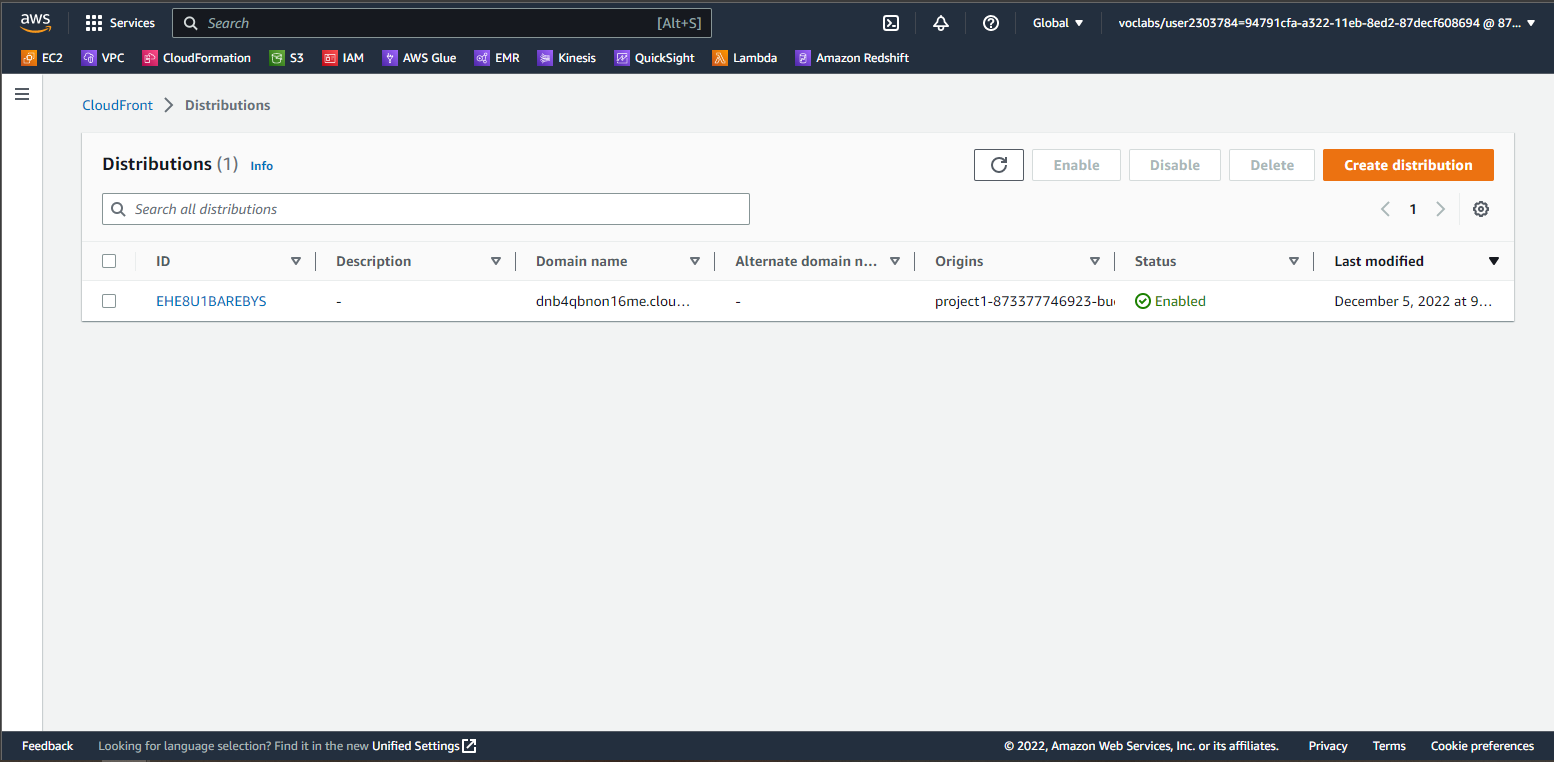 aws Services Search [Alt+S] Global voclabs/user2303784=94791cfa-a322-11eb-8ed2-87decf608694 @ 87...
EC2 VPC CloudFormation S3 IAM AWS Glue EMR Kinesis QuickSight Lambda Amazon Redshift
CloudFront Distributions
Distributions (1) Info Enable Disable Delete Create distribution
Search all distributions 1
ID Description Domain name Alternate domain n... Origins Status Last modified
EHE8U1BAREBYS - dnb4qbnon16me.clou... - project1-873377746923-bu Enabled December 5, 2022 at 9...
Feedback Looking for language selection? Find it in the new Unified Settings © 2022, Amazon Web Services, Inc. or its affiliates. Privacy Terms Cookie preferences